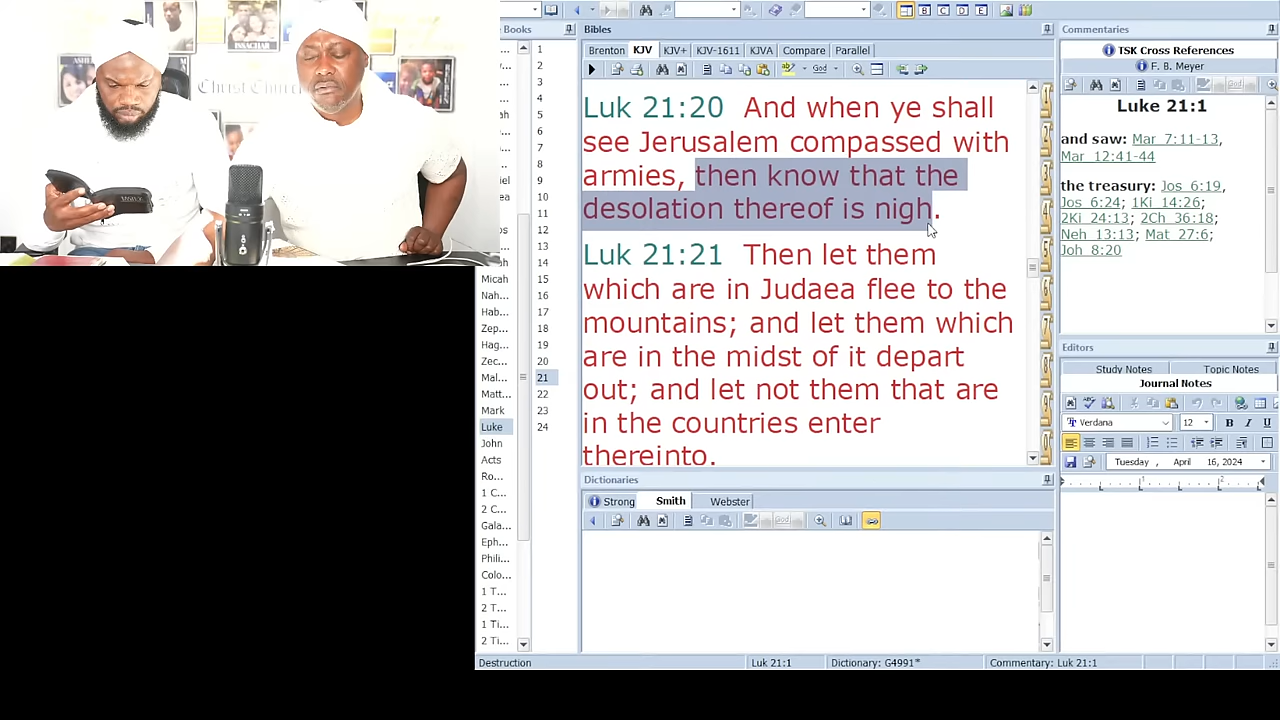 ISSACHAR
Christ Church
Books
Bibles
Commentaries
Brenton KJV KJV+ KJV-1611 KJVA Compare Parallel
TSK Cross References
F. B. Meyer
Luk 21:20 And when ye shall
see Jerusalem compassed with
armies, then know that the
desolation thereof is nigh.
Luk 21:21 Then let them
which are in Judaea flee to the
mountains; and let them which
are in the midst of it depart
out; and let not them that are
in the countries enter
thereinto.
Luke 21:1
and saw: Mar 7:11-13,
Mar 12:41-44
the treasury: Jos 6:19,
Jos 6:24; 1Ki 14:26;
2Ki 24:13; 2Ch 36:18;
Neh 13:13; Mat 27:6;
Joh 8:20
1
2
3
4
5
6
7
8
9
10
11
12
13
14
15
16
17
18
19
20
21
22
23
24
Micah
Nah...
Hab...
Zep...
Hag...
Zec...
Mal...
Matt...
Mark
Luke
John
Acts
Ro...
1 C...
2 C...
Gala...
Eph...
Phili...
Colo...
1 T...
2 T...
1 Ti...
2 Ti...
Dictionaries
Strong Smith Webster
Editors
Study Notes Topic Notes
Journal Notes
Verdana 12 B I U
Tuesday , April 16, 2024
1 2
Destruction Luk 21:1 Dictionary: G4991* Commentary: Luk 21:1